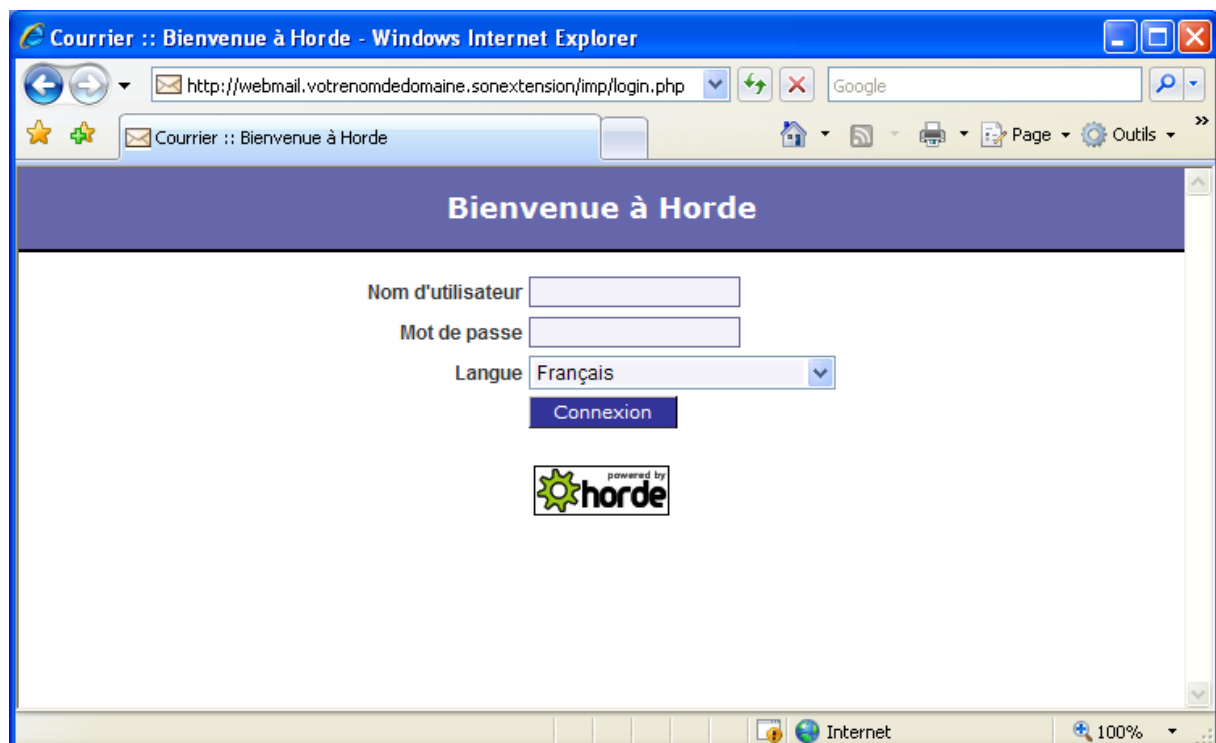 Courrier :: Bienvenue à Horde - Windows Internet Explorer
http://webmail.votrenomdedomaine.sonextension/imp/login.php
Google
Courrier :: Bienvenue à Horde
Page
Outils
»
Bienvenue à Horde
Nom d'utilisateur
Mot de passe
Langue Français
Connexion
powered by
horde
Internet
100%